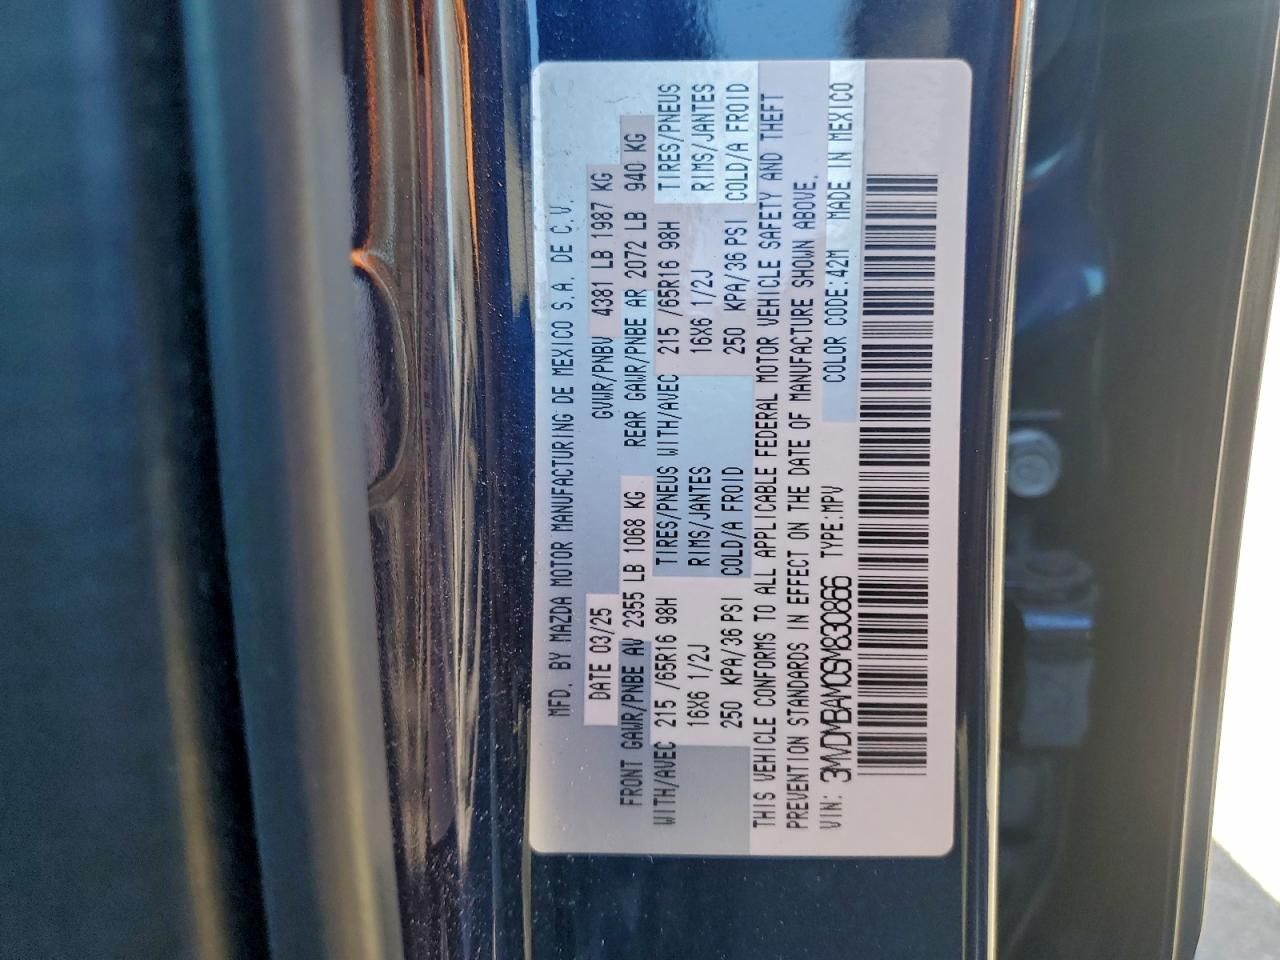 MFD. BY MAZDA MOTOR MANUFACTURING DE MEXICO S.A. DE C.V.
DATE 03/25 GVWR/PNBV 4381 LB 1987 KG
FRONT GAWR/PNBE AV 2355 LB 1068 KG REAR GAWR/PNBE AR 2072 LB 940 KG
WITH/AVEC 215 /65R16 98H TIRES/PNEUS WITH/AVEC 215 /65R16 98H TIRES/PNEUS
16X6 1/2J RIMS/JANTES 16X6 1/2J RIMS/JANTES
250 KPA/36 PSI COLD/A FROID 250 KPA/36 PSI COLD/A FROID
THIS VEHICLE CONFORMS TO ALL APPLICABLE FEDERAL MOTOR VEHICLE SAFETY AND THEFT
PREVENTION STANDARDS IN EFFECT ON THE DATE OF MANUFACTURE SHOWN ABOVE.
VIN: 3MVDMBAM0SM830866 TYPE:MPV COLOR CODE:42M MADE IN MEXICO